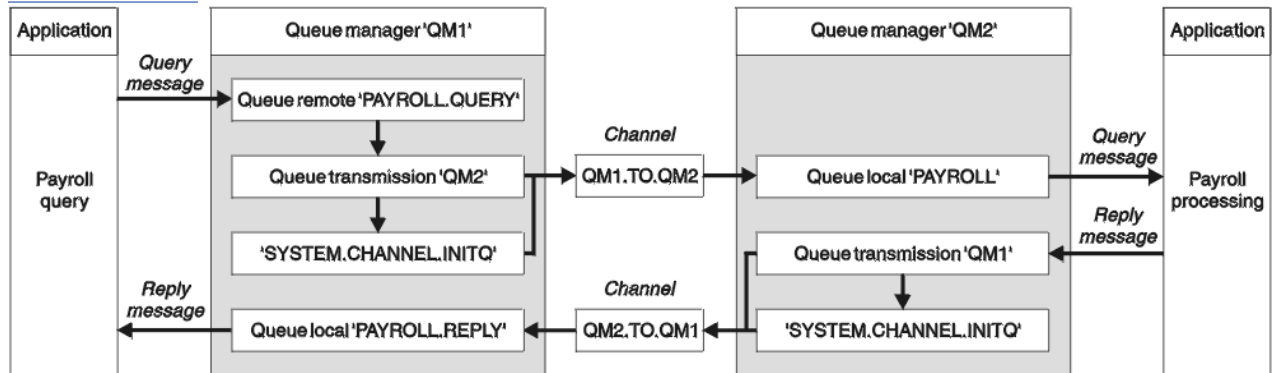 Application
Queue manager 'QM1'
Queue manager 'QM2'
Application
Query
message
Queue remote 'PAYROLL.QUERY'
Channel
Query
message
Payroll
query
Queue transmission 'QM2'
QM1.TO.QM2
Queue local 'PAYROLL'
Payroll
processing
Reply
message
'SYSTEM.CHANNEL.INITQ'
Queue transmission 'QM1'
Reply
message
Channel
Queue local 'PAYROLL.REPLY'
QM2.TO.QM1
'SYSTEM.CHANNEL.INITQ'